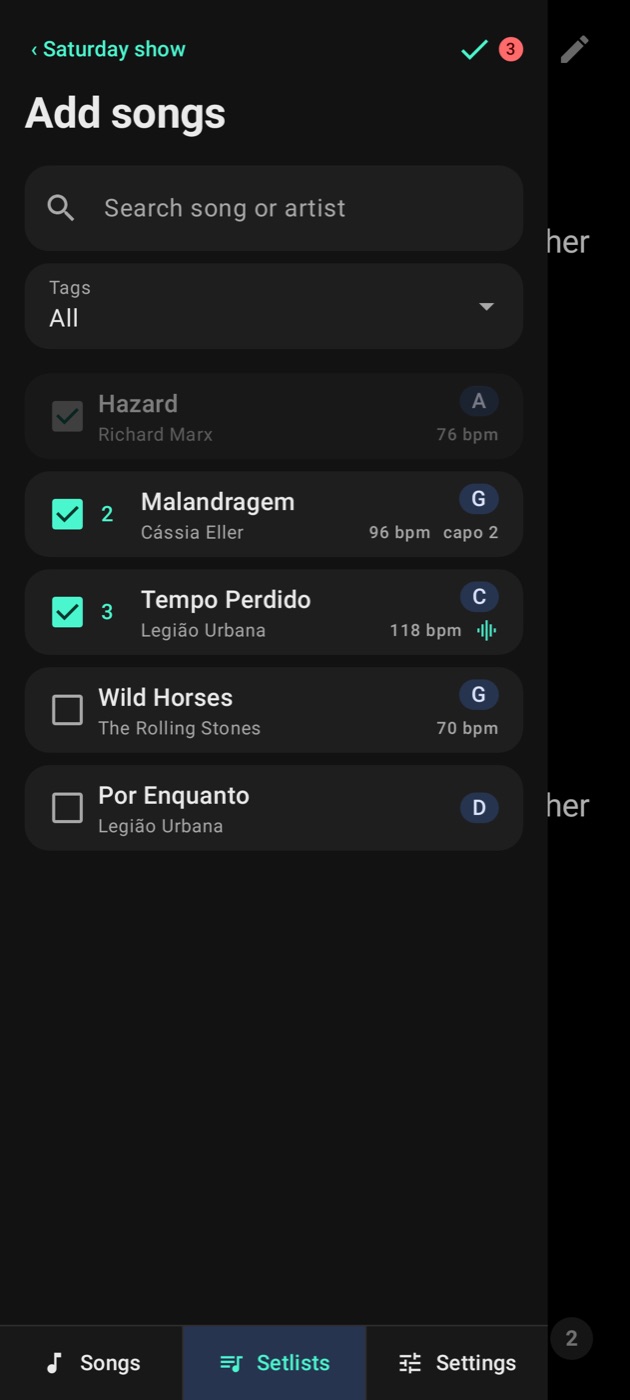 ‹ Saturday show
3
Add songs
her
Search song or artist
Tags
All
Hazard
A
Richard Marx
76 bpm
2
Malandragem
G
Cássia Eller
96 bpm capo 2
3
Tempo Perdido
C
Legião Urbana
118 bpm
Wild Horses
G
The Rolling Stones
70 bpm
Por Enquanto
D
Legião Urbana
her
2
Songs
Setlists
Settings